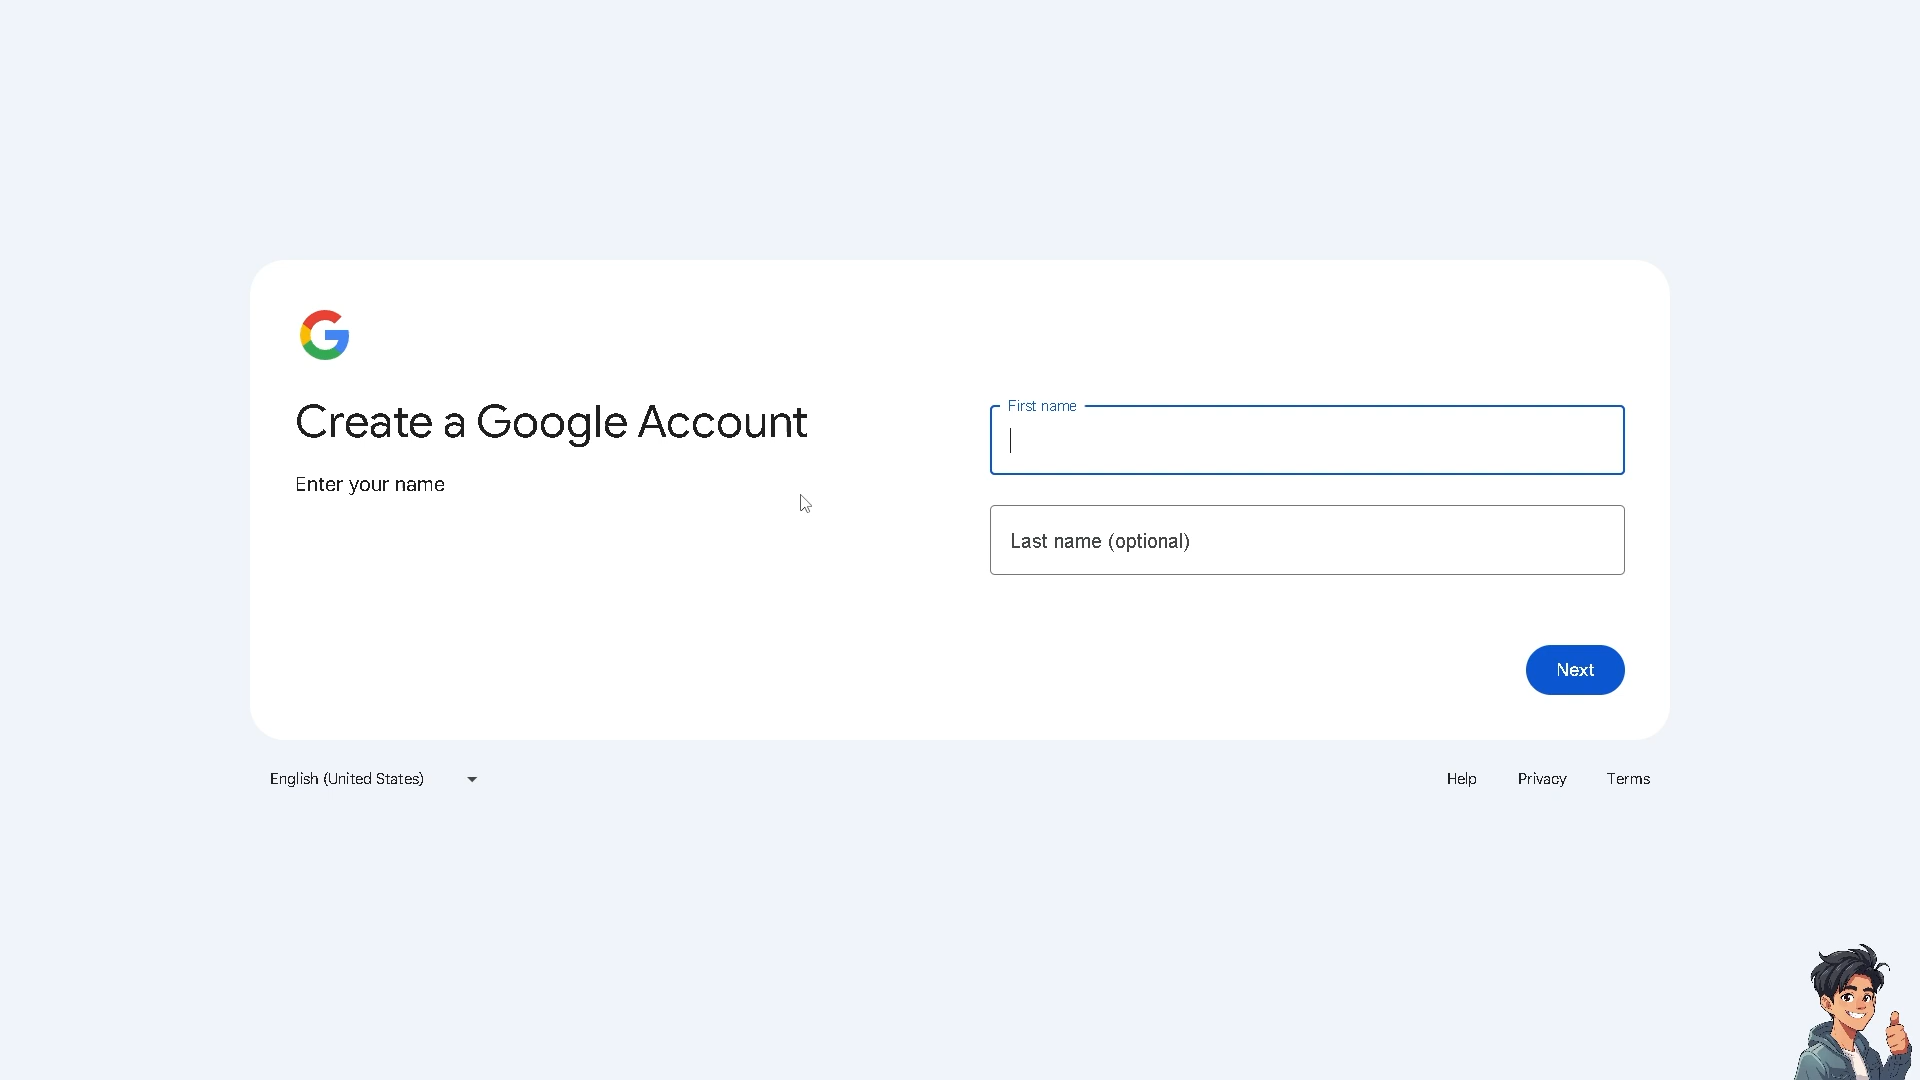 Create a Google Account
Enter your name
First name
Last name (optional)
Next
English (United States)
Help
Privacy
Terms